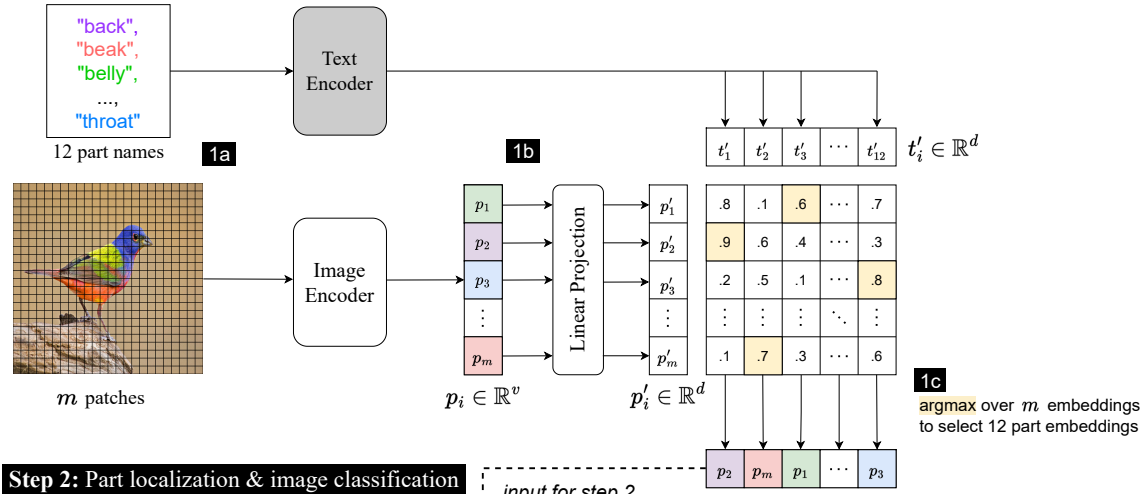 "back",
"beak",
"belly",
...,
"throat"
12 part names
Text
Encoder
1a
1b
t′1 t′2 t′3 ⋯ t′12
t′i ∈ ℝᵈ
m patches
Image
Encoder
p1
p2
p3
⋮
pm
pi ∈ ℝᵛ
Linear Projection
p′1
p′2
p′3
⋮
p′m
p′i ∈ ℝᵈ
.8 .1 .6 ⋯ .7
.9 .6 .4 ⋯ .3
.2 .5 .1 ⋯ .8
⋮ ⋮ ⋮ ⋱ ⋮
.1 .7 .3 ⋯ .6
1c
argmax over m embeddings
to select 12 part embeddings
p2 pm p1 ⋯ p3
Step 2: Part localization & image classification
input for step 2